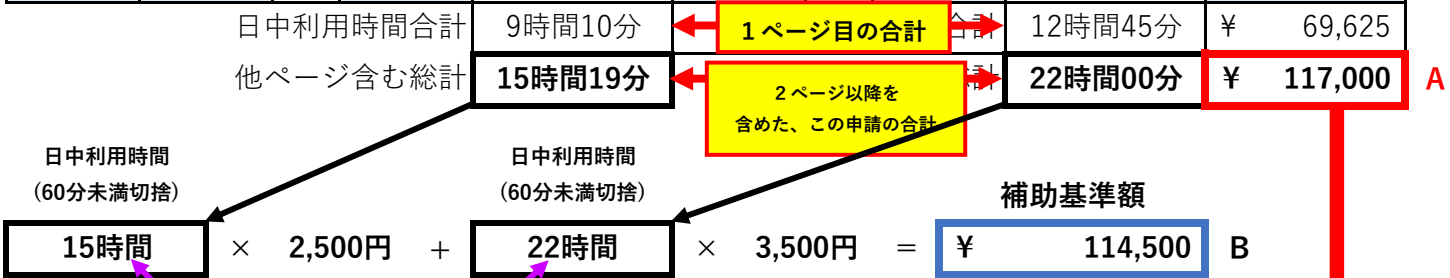 日中利用時間合計 9時間10分 1ページ目の合計 合計 12時間45分 ¥ 69,625
他ページ含む総計 15時間19分 2ページ以降を 含めた、この申請の合計 22時間00分 ¥ 117,000 A
日中利用時間 日中利用時間
(60分未満切捨) (60分未満切捨) 補助基準額
15時間 × 2,500円 + 22時間 × 3,500円 = ¥ 114,500 B